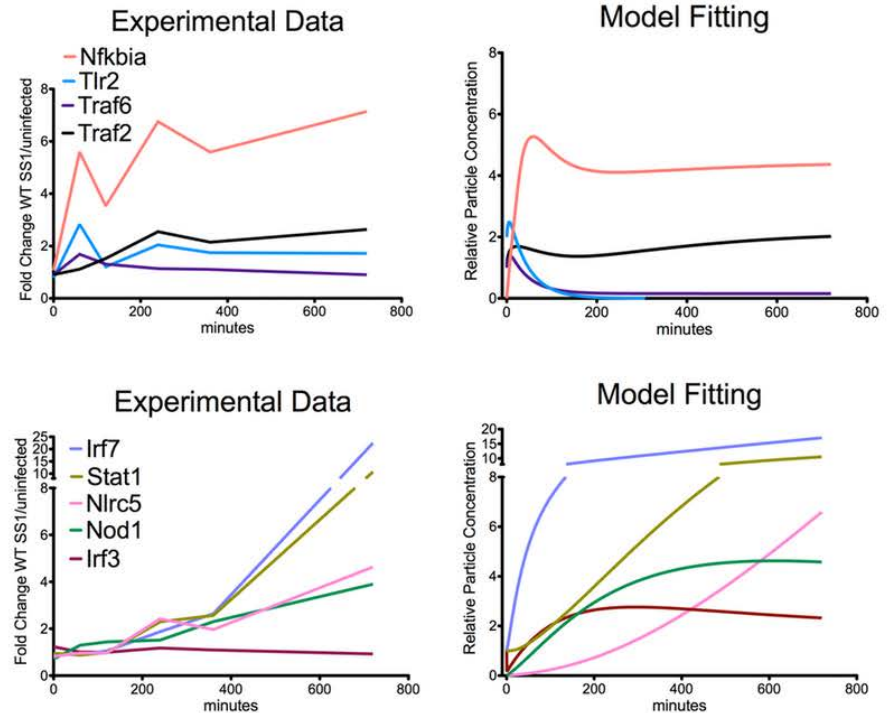 Experimental Data
Model Fitting
Nfkbia
Tlr2
Traf6
Traf2
Fold Change WT SS1/uninfected
8
6
4
2
0
0
200
400
600
800
minutes
Relative Particle Concentration
8
6
4
2
0
0
200
400
600
800
minutes
Experimental Data
Model Fitting
Irf7
Stat1
Nlrc5
Nod1
Irf3
Fold Change WT SS1/uninfected
25
20
15
10
8
6
4
2
0
0
200
400
600
800
minutes
Relative Particle Concentration
20
15
10
8
6
4
2
0
0
200
400
600
800
minutes